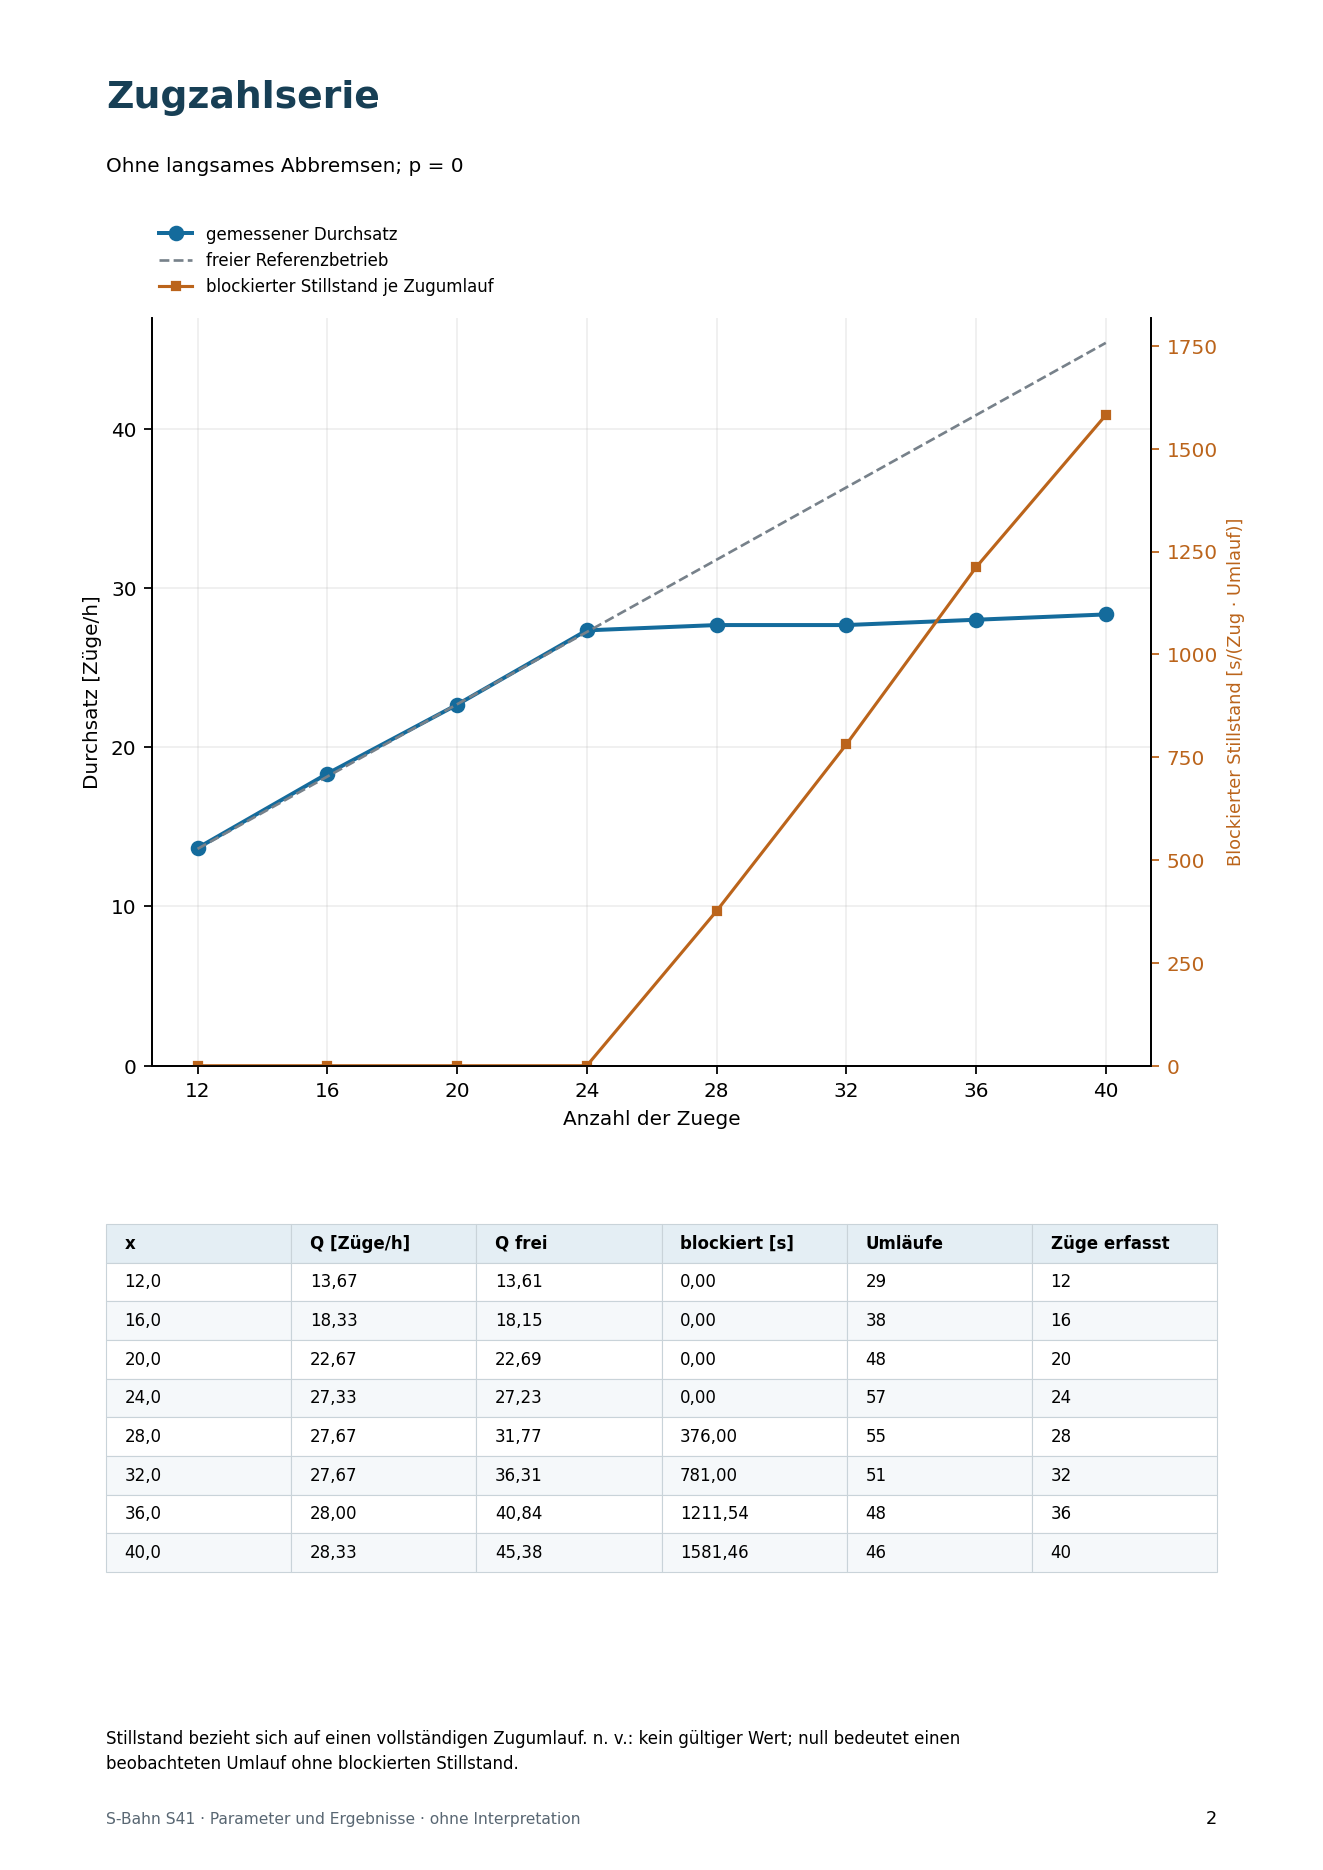 Zugzahlserie
Ohne langsames Abbremsen; p = 0
gemessener Durchsatz
freier Referenzbetrieb
blockierter Stillstand je Zugumlauf
Durchsatz [Züge/h]
40
30
20
10
0
1750
1500
1250
1000
750
500
250
0
Blockierter Stillstand [s/(Zug · Umlauf)]
12 16 20 24 28 32 36 40
Anzahl der Zuege
x Q [Züge/h] Q frei blockiert [s] Umläufe Züge erfasst
12,0 13,67 13,61 0,00 29 12
16,0 18,33 18,15 0,00 38 16
20,0 22,67 22,69 0,00 48 20
24,0 27,33 27,23 0,00 57 24
28,0 27,67 31,77 376,00 55 28
32,0 27,67 36,31 781,00 51 32
36,0 28,00 40,84 1211,54 48 36
40,0 28,33 45,38 1581,46 46 40
Stillstand bezieht sich auf einen vollständigen Zugumlauf. n. v.: kein gültiger Wert; null bedeutet einen
beobachteten Umlauf ohne blockierten Stillstand.
S-Bahn S41 · Parameter und Ergebnisse · ohne Interpretation 2